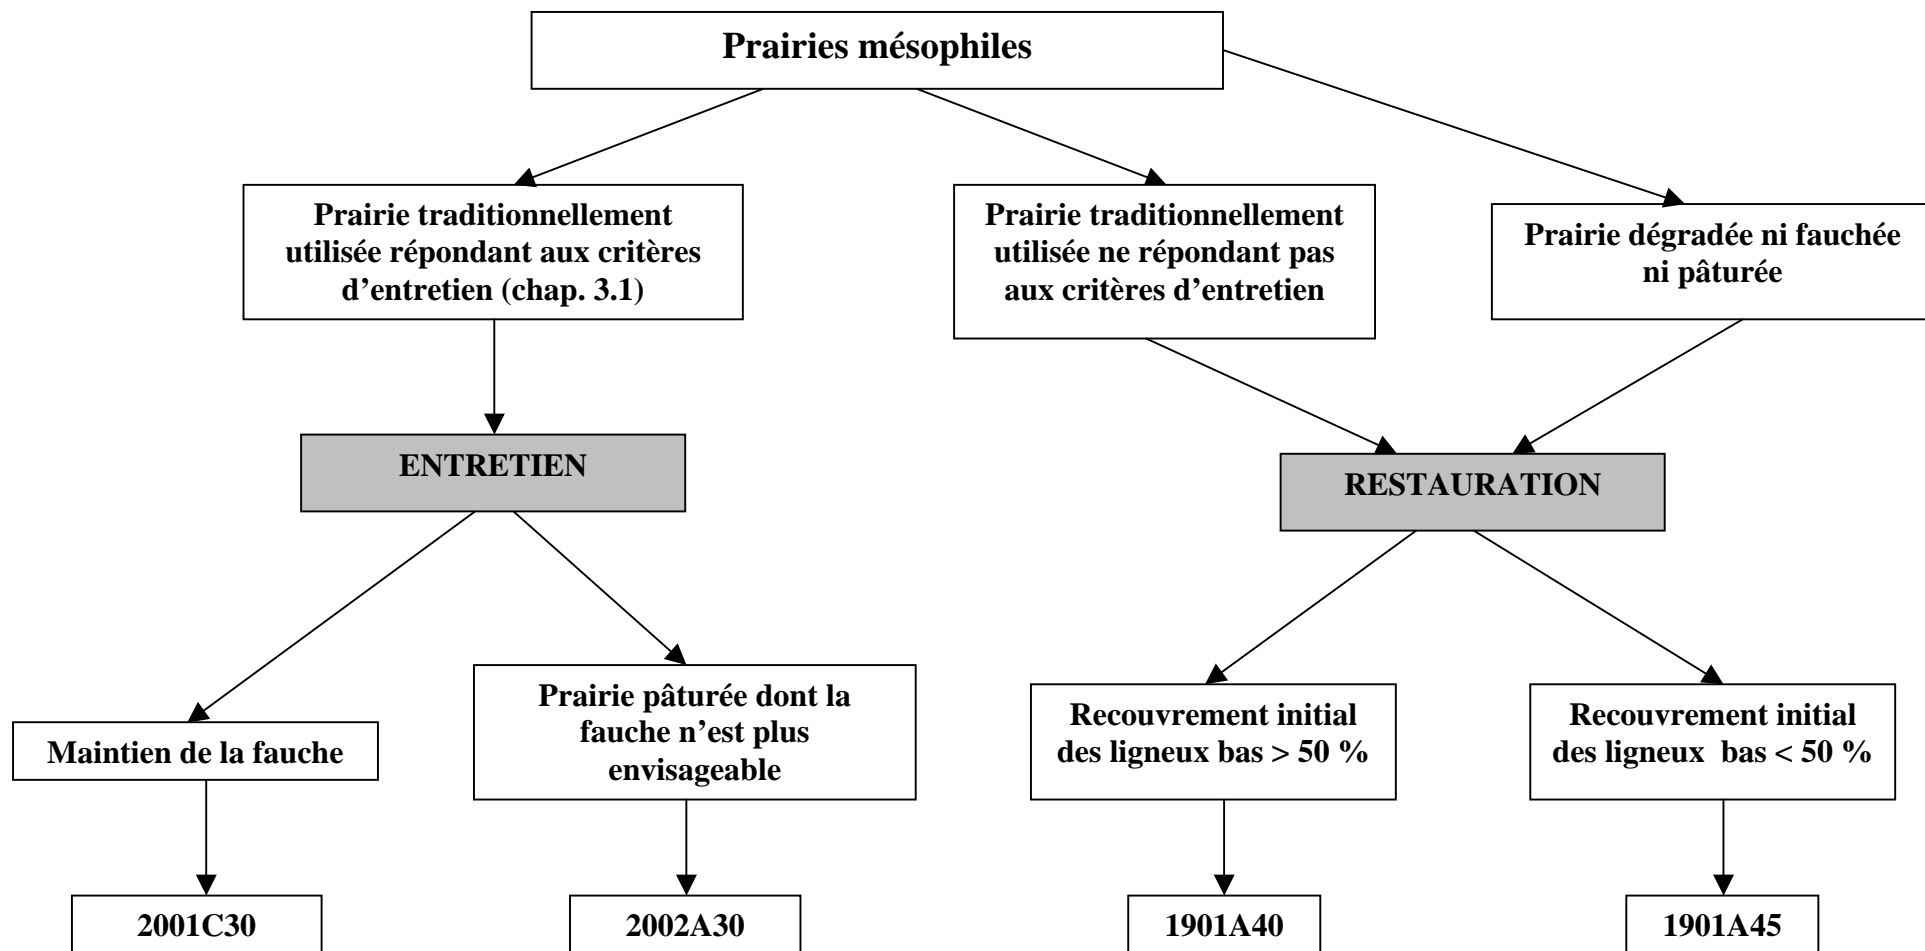 Prairies mésophiles
Prairie traditionnellement
utilisée répondant aux critères
d’entretien (chap. 3.1)
Prairie traditionnellement
utilisée ne répondant pas
aux critères d’entretien
Prairie dégradée ni fauchée
ni pâturée
ENTRETIEN
RESTAURATION
Maintien de la fauche
Prairie pâturée dont la
fauche n’est plus
envisageable
Recouvrement initial
des ligneux bas > 50 %
Recouvrement initial
des ligneux  bas < 50 %
2001C30
2002A30
1901A40
1901A45